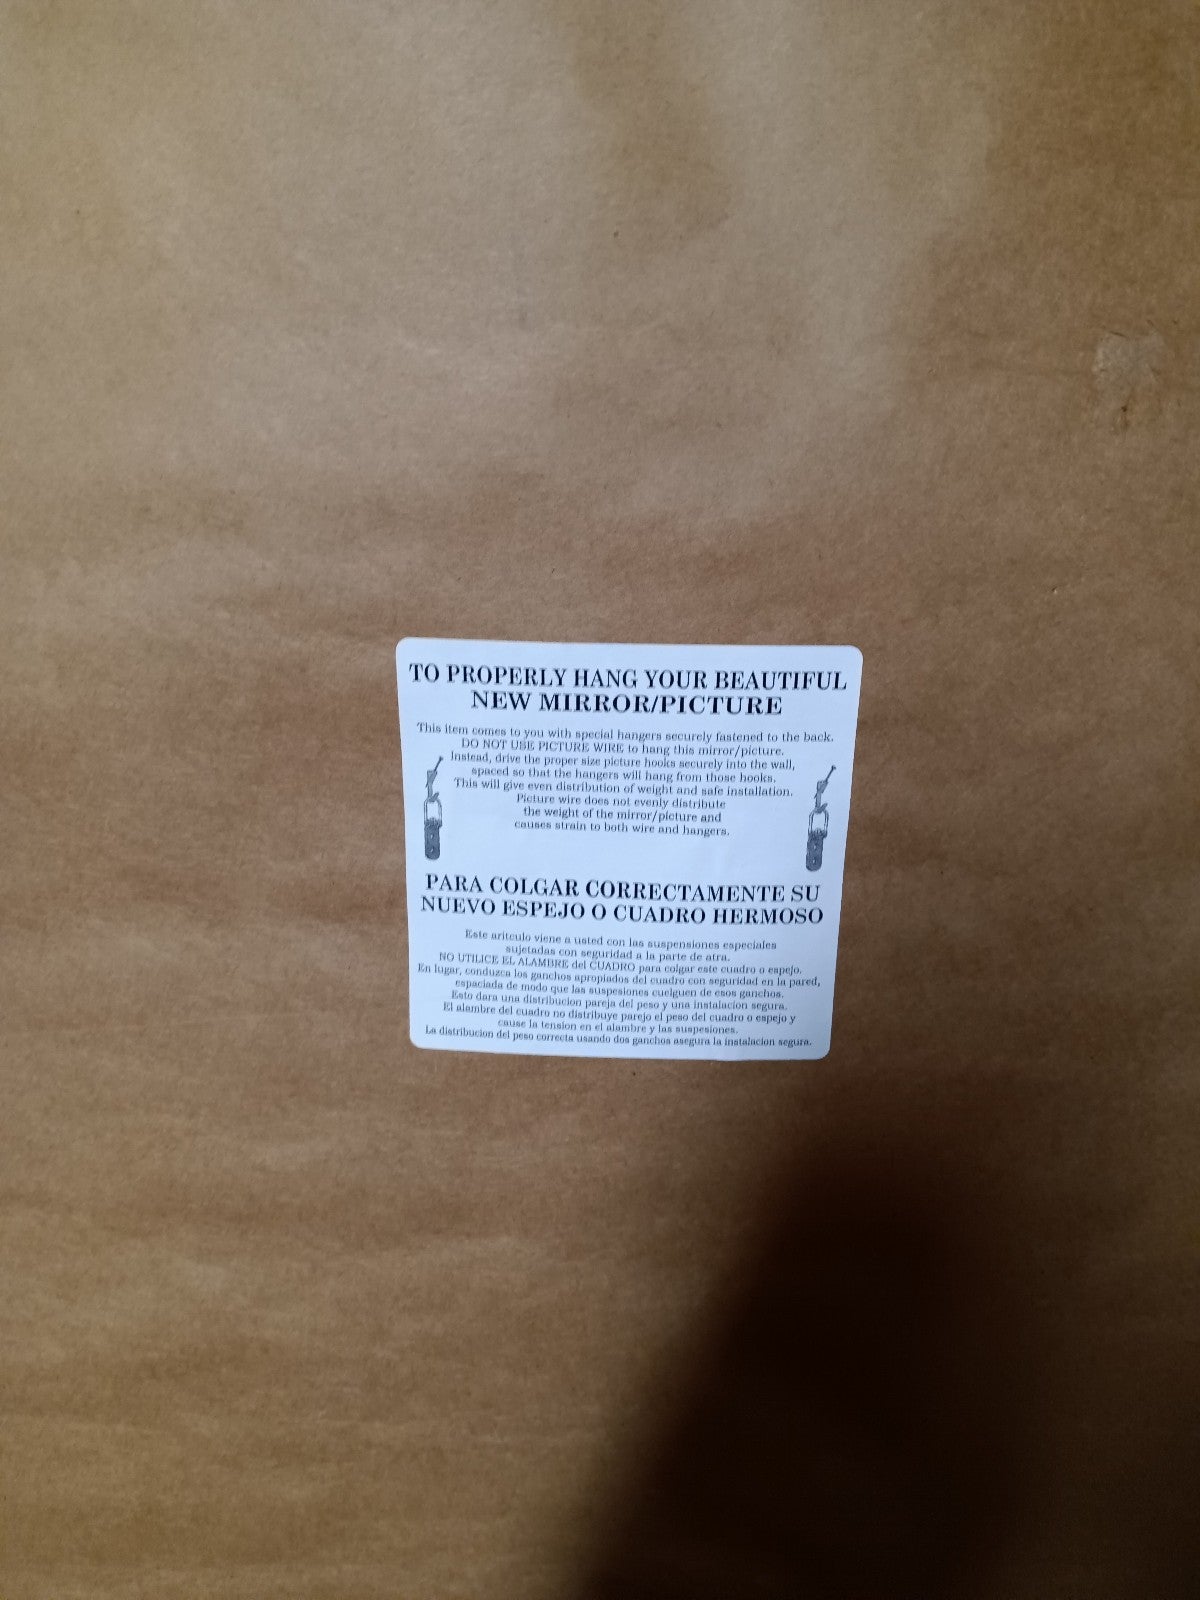 TO PROPERLY HANG YOUR BEAUTIFUL
NEW MIRROR/PICTURE
This item comes to you with special hangers securely fastened to the back.
DO NOT USE PICTURE WIRE to hang this mirror/picture.
Instead, drive the proper size picture hooks securely into the wall,
spaced so that the hangers will hang from those hooks.
This will give even distribution of weight and safe installation.
Picture wire does not evenly distribute
the weight of the mirror/picture and
causes strain to both wire and hangers.
PARA COLGAR CORRECTAMENTE SU
NUEVO ESPEJO O CUADRO HERMOSO
Este aritculo viene a usted con las suspensiones especiales
sujetadas con seguridad a la parte de atra.
NO UTILICE EL ALAMBRE del CUADRO para colgar este cuadro o espejo.
En lugar, conduzca los ganchos apropiados del cuadro con seguridad en la pared,
espaciada de modo que las suspesiones cuelguen de esos ganchos.
Esto dara una distribucion pareja del peso y una instalacion segura.
El alambre del cuadro no distribuye parejo el peso del cuadro o espejo y
cause la tension en el alambre y las suspesiones.
La distribucion del peso correcta usando dos ganchos asegura la instalacion segura.